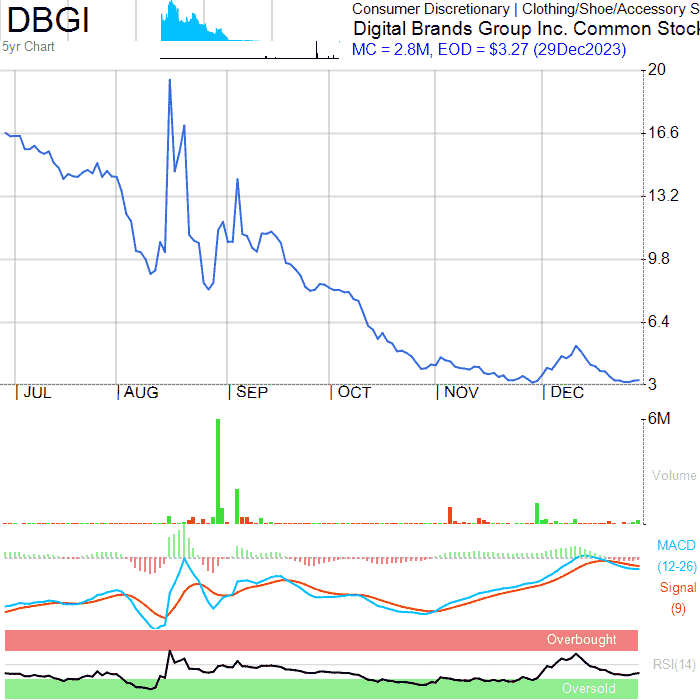 DBGI
5yr Chart
Consumer Discretionary | Clothing/Shoe/Accessory S
Digital Brands Group Inc. Common Stock
MC = 2.8M, EOD = $3.27 (29Dec2023)
20
16.6
13.2
9.8
6.4
3
JUL
AUG
SEP
OCT
NOV
DEC
6M
Volume
MACD
(12-26)
Signal
(9)
Overbought
RSI(14)
Oversold